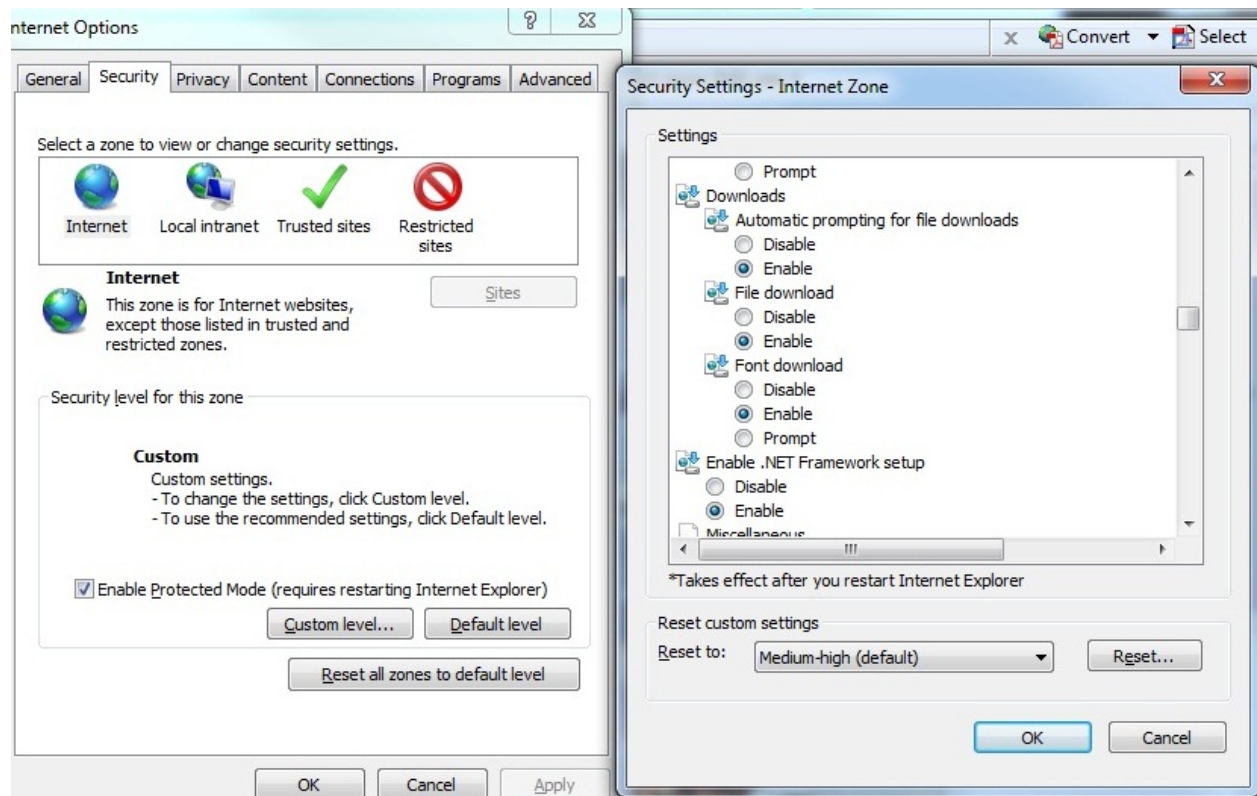 nternet Options
General Security Privacy Content Connections Programs Advanced
Select a zone to view or change security settings.
Internet
Local intranet
Trusted sites
Restricted
sites
Internet
This zone is for Internet websites,
except those listed in trusted and
restricted zones.
Sites
Security level for this zone
Custom
Custom settings.
- To change the settings, click Custom level.
- To use the recommended settings, click Default level.
Enable Protected Mode (requires restarting Internet Explorer)
Custom level... Default level
Reset all zones to default level
OK Cancel Apply
x Convert Select
Security Settings - Internet Zone
Settings
Prompt
Downloads
Automatic prompting for file downloads
Disable
Enable
File download
Disable
Enable
Font download
Disable
Enable
Prompt
Enable .NET Framework setup
Disable
Enable
Miscellaneous
*Takes effect after you restart Internet Explorer
Reset custom settings
Reset to: Medium-high (default) Reset...
OK Cancel